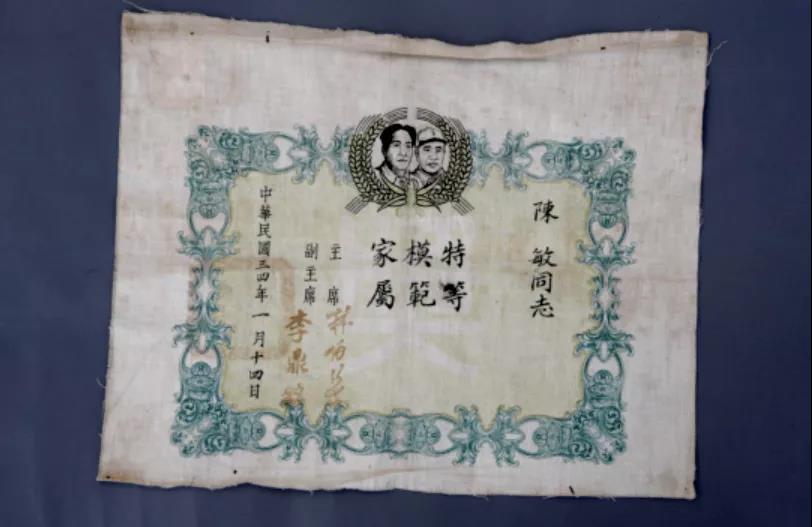 陳敏同志
特等
模範
家屬
主席 林伯渠
副主席 李鼎銘
中華民國三四年一月十四日